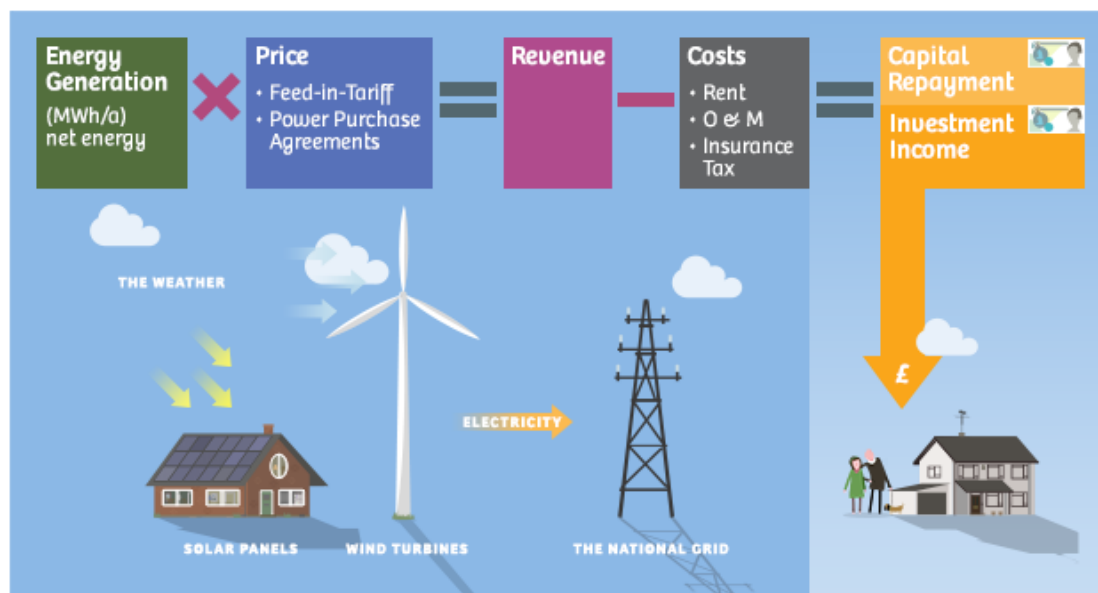 Energy
Generation
(MWh/a)
net energy
Price
• Feed-in-Tariff
• Power Purchase
Agreements
Revenue
Costs
• Rent
• O & M
• Insurance
Tax
Capital
Repayment
Investment
Income
THE WEATHER
ELECTRICITY
£
SOLAR PANELS
WIND TURBINES
THE NATIONAL GRID